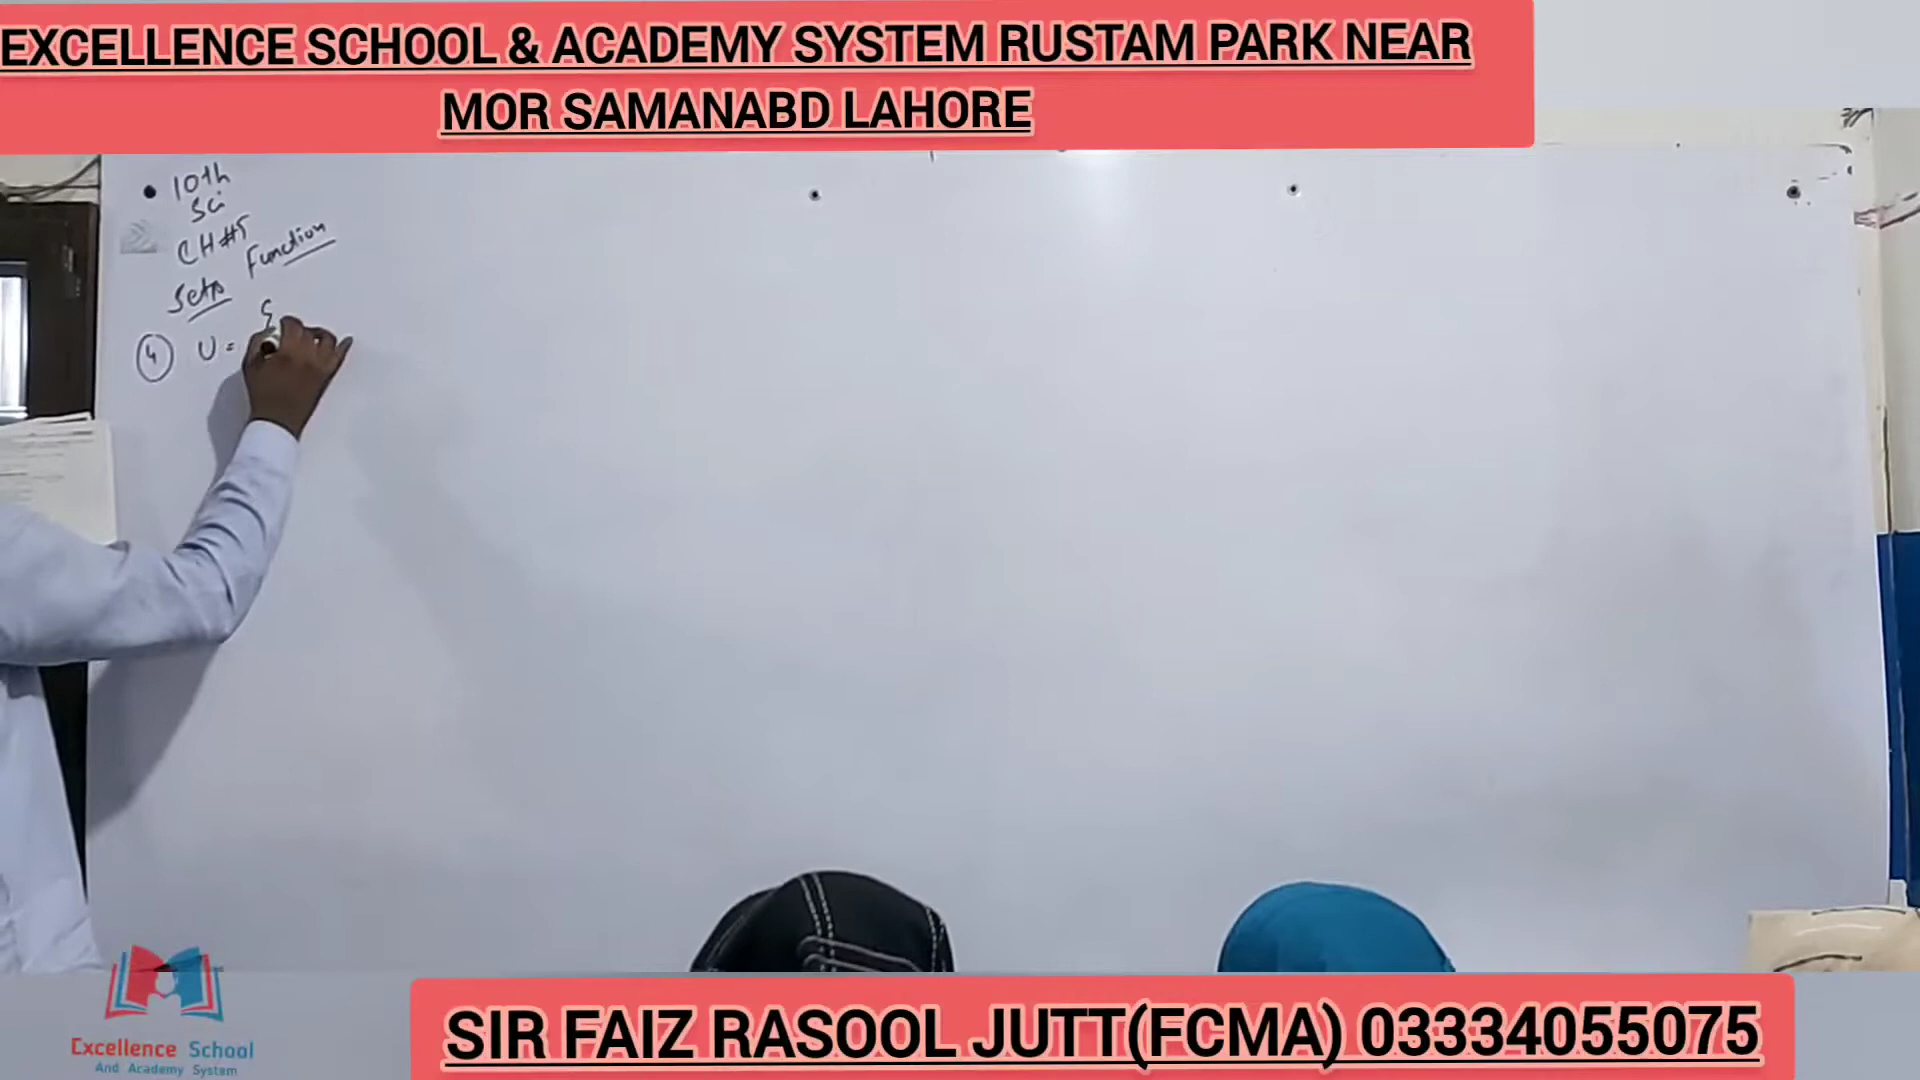 EXCELLENCE SCHOOL & ACADEMY SYSTEM RUSTAM PARK NEAR
MOR SAMANABD LAHORE
10th
Sci
CH#5
Sets Function
4 U = {
Excellence School
And Academy System
SIR FAIZ RASOOL JUTT(FCMA) 03334055075